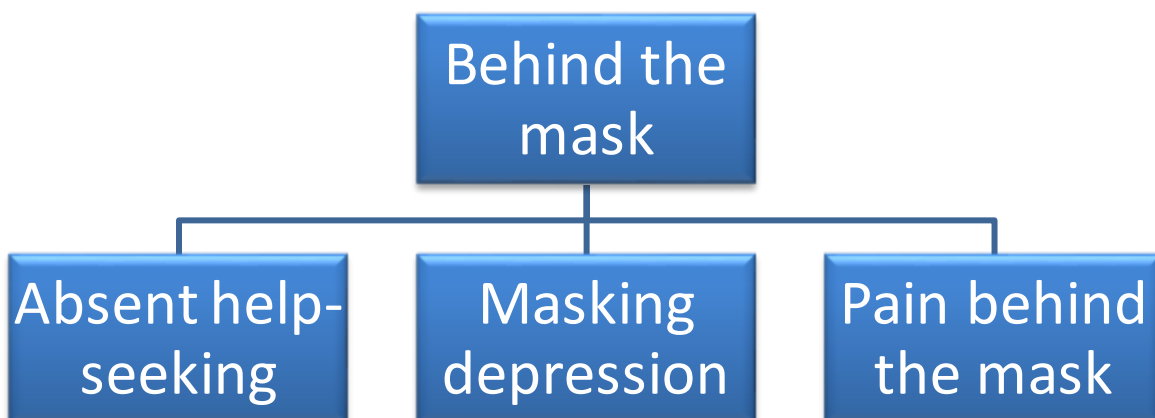 Behind the
mask
Absent help-
seeking
Masking
depression
Pain behind
the mask